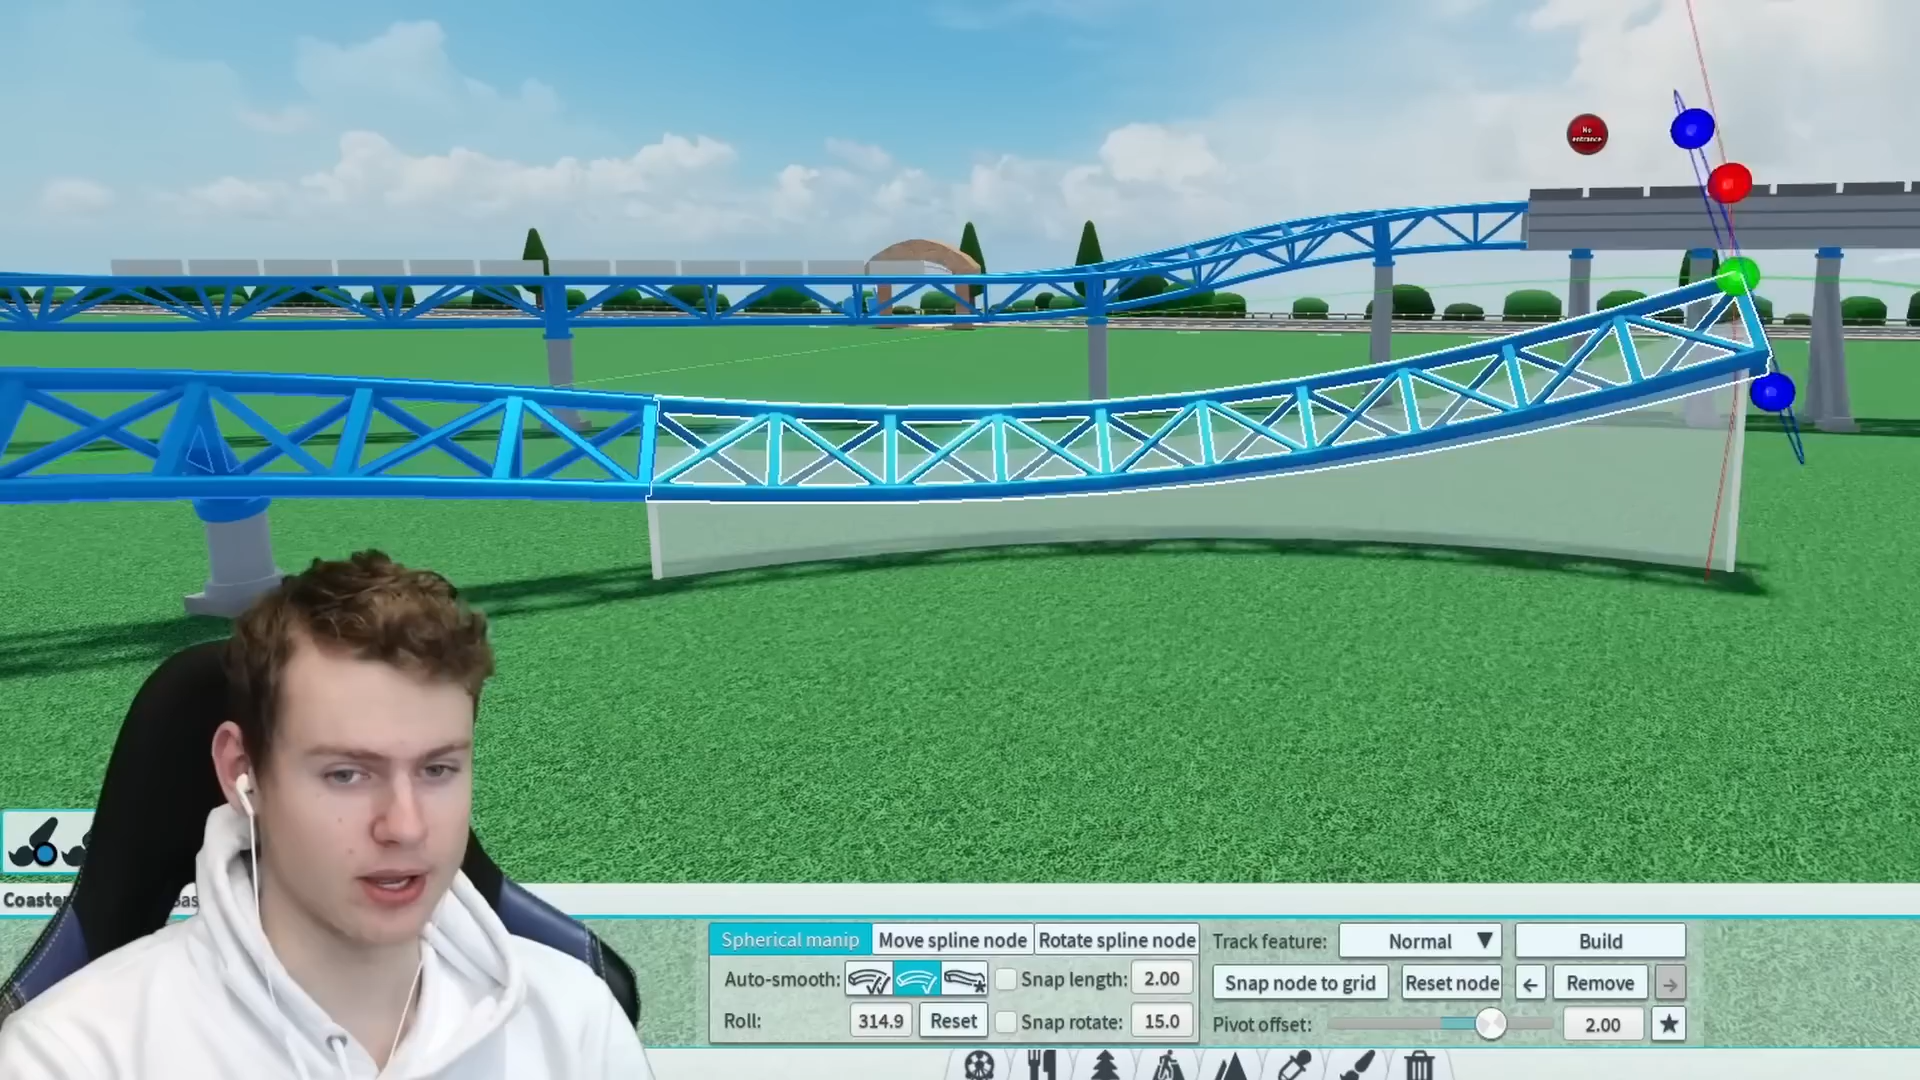 No
entrance
Coaster
Spherical manip Move spline node Rotate spline node Track feature: Normal ▼ Build
Auto-smooth: Snap length: 2.00 Snap node to grid Reset node ← Remove →
Roll: 314.9 Reset Snap rotate: 15.0 Pivot offset: 2.00 ★